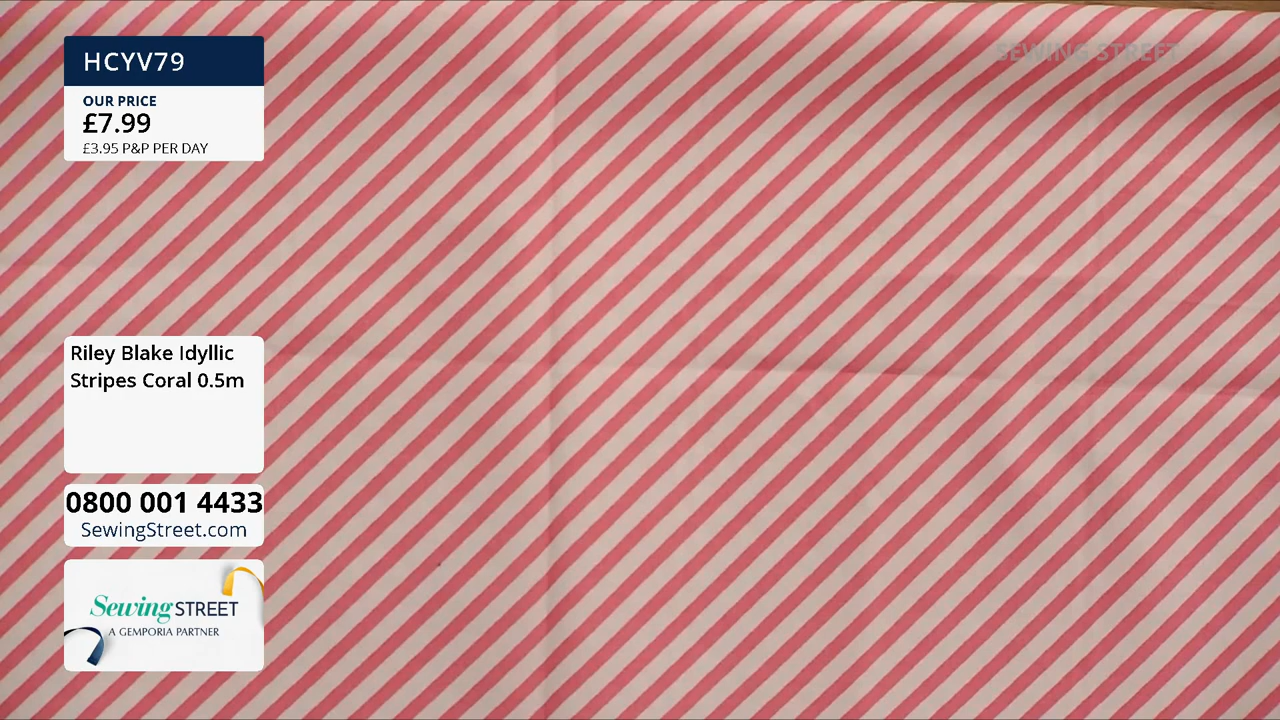 HCYV79
OUR PRICE
£7.99
£3.95 P&P PER DAY
SEWING STREET
Riley Blake Idyllic
Stripes Coral 0.5m
0800 001 4433
SewingStreet.com
Sewing STREET
A GEMPORIA PARTNER